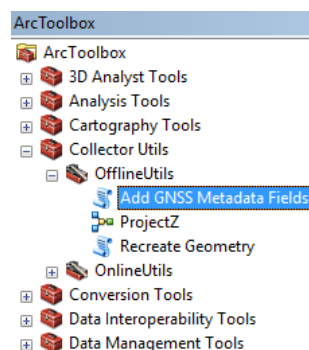 ArcToolbox
ArcToolbox
3D Analyst Tools
Analysis Tools
Cartography Tools
Collector Utils
OfflineUtils
Add GNSS Metadata Fields
ProjectZ
Recreate Geometry
OnlineUtils
Conversion Tools
Data Interoperability Tools
Data Management Tools